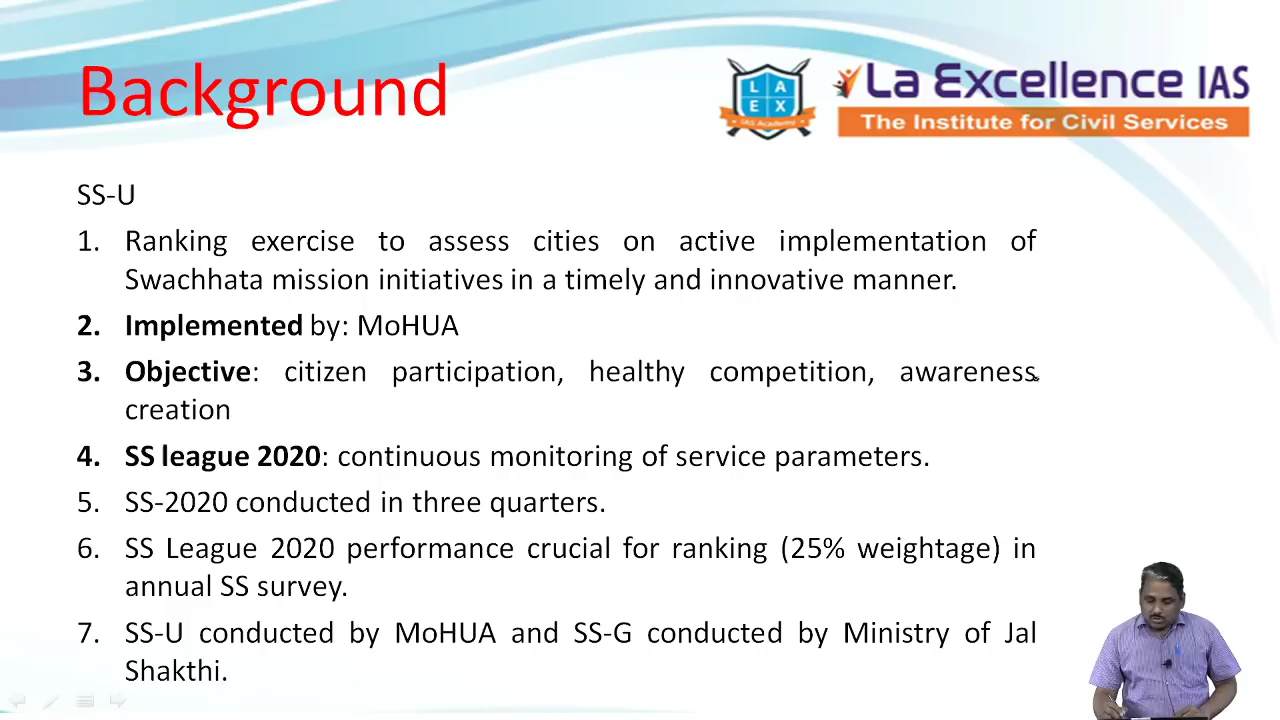 Background
L A
E X
IAS Academy
La Excellence IAS
The Institute for Civil Services
SS-U
1. Ranking exercise to assess cities on active implementation of
Swachhata mission initiatives in a timely and innovative manner.
2. Implemented by: MoHUA
3. Objective: citizen participation, healthy competition, awareness
creation
4. SS league 2020: continuous monitoring of service parameters.
5. SS-2020 conducted in three quarters.
6. SS League 2020 performance crucial for ranking (25% weightage) in
annual SS survey.
7. SS-U conducted by MoHUA and SS-G conducted by Ministry of Jal
Shakthi.